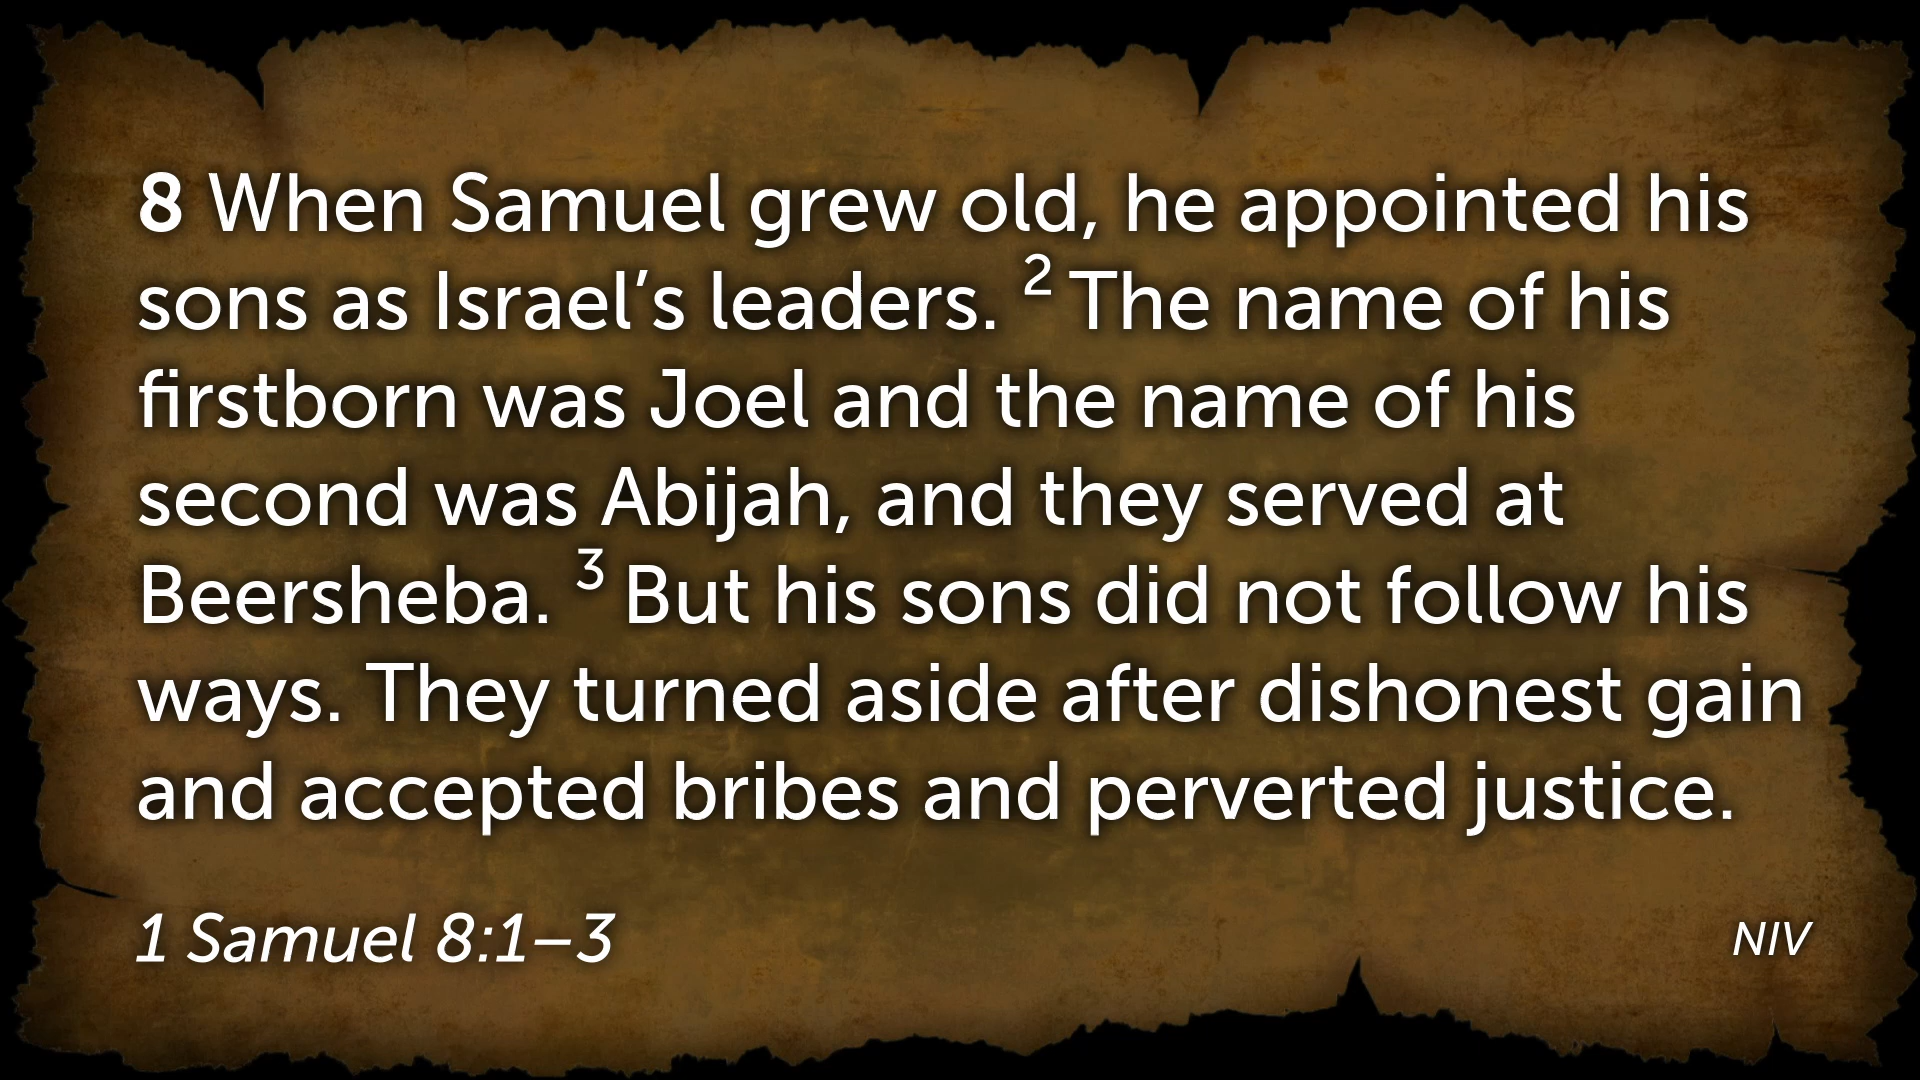 8 When Samuel grew old, he appointed his
sons as Israel’s leaders. 2 The name of his
firstborn was Joel and the name of his
second was Abijah, and they served at
Beersheba. 3 But his sons did not follow his
ways. They turned aside after dishonest gain
and accepted bribes and perverted justice.
1 Samuel 8:1–3
NIV